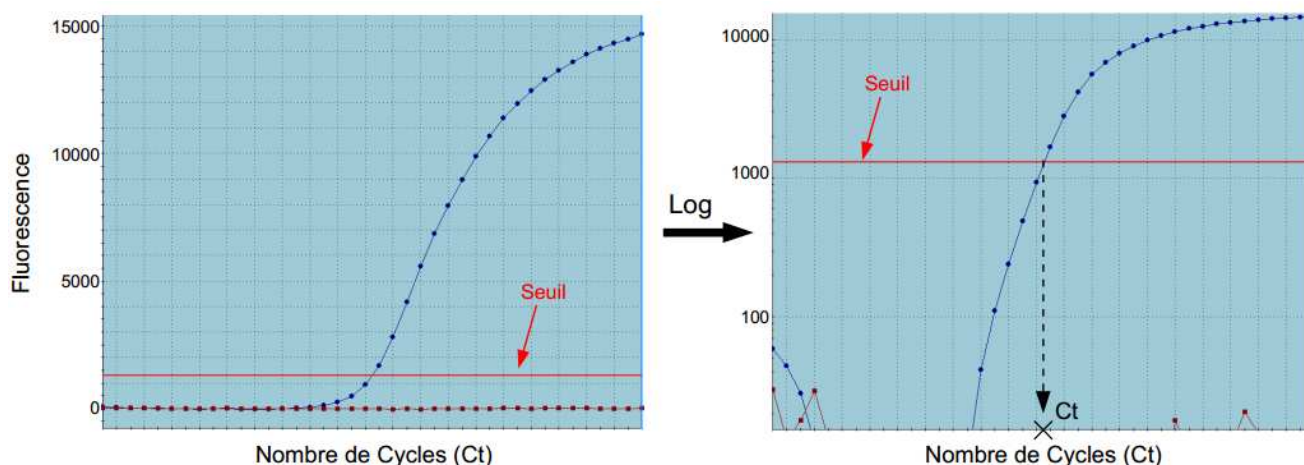 15000
10000
5000
0
Fluorescence
Seuil
Nombre de Cycles (Ct)
Log
10000
1000
100
Seuil
Ct
Nombre de Cycles (Ct)